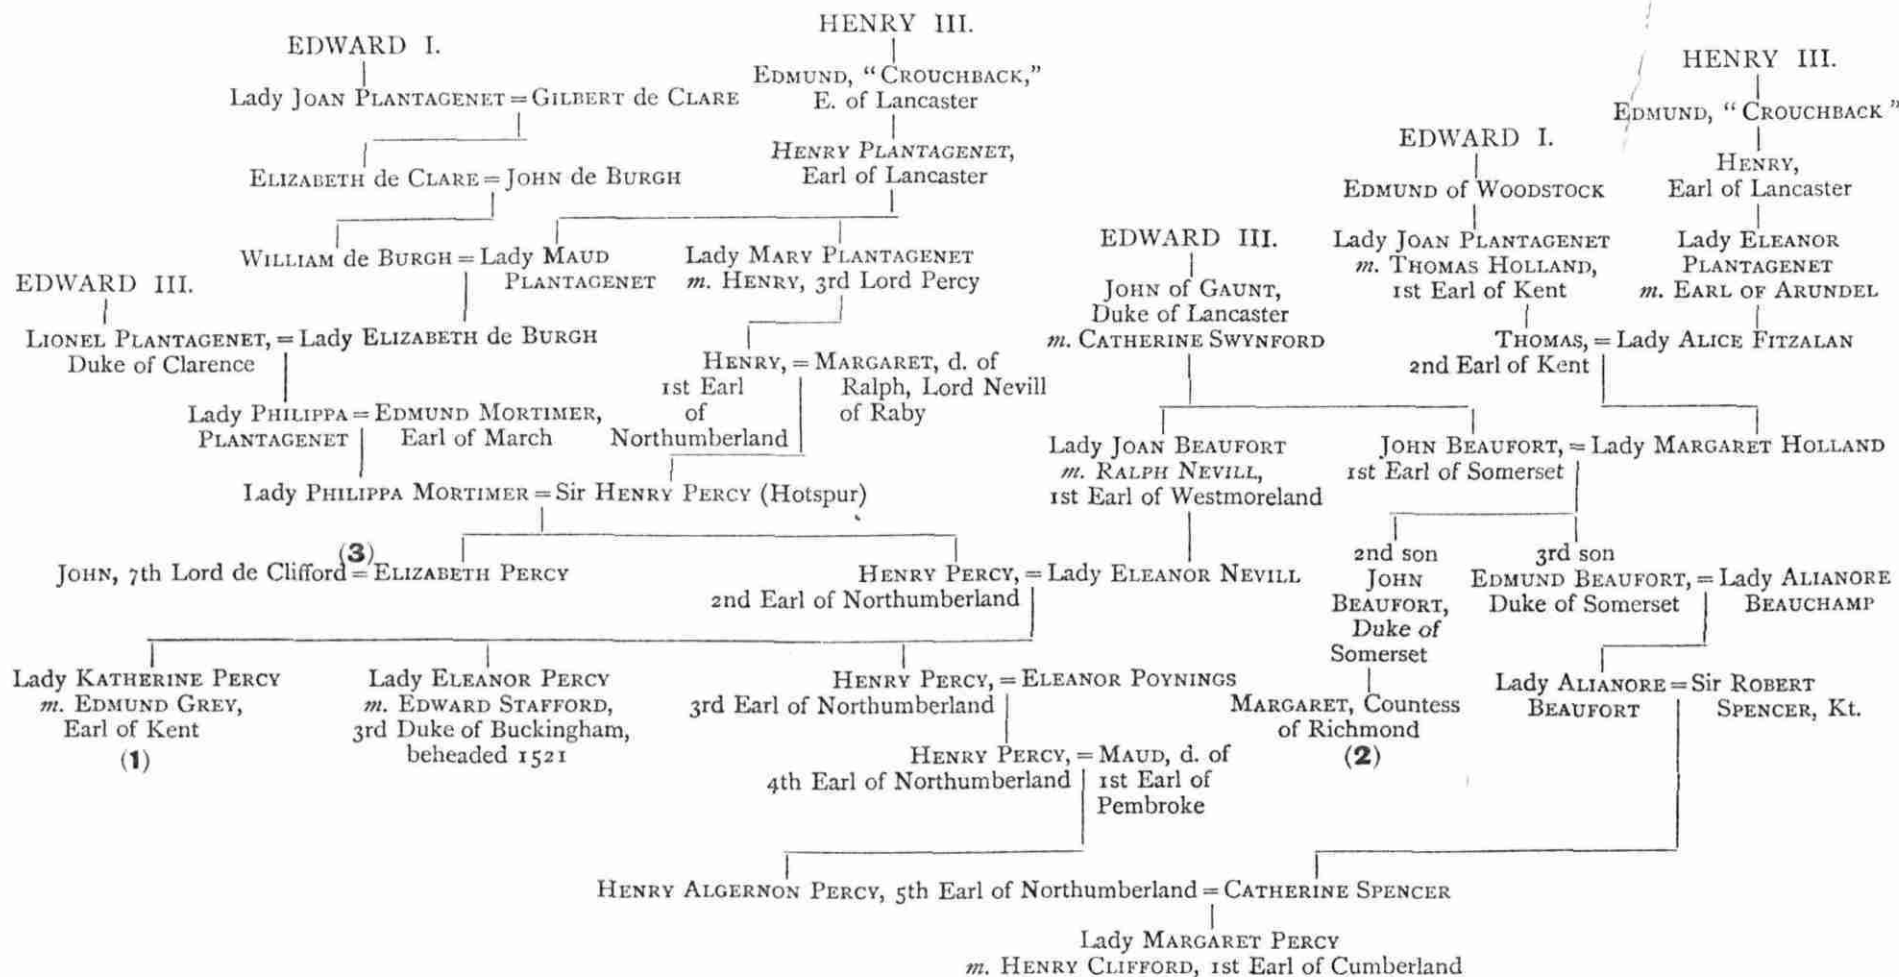 HENRY III.
EDWARD I.
HENRY III.
EDMUND, "CROUCHBACK,"
E. of Lancaster
Lady JOAN PLANTAGENET = GILBERT de CLARE
EDMUND, "CROUCHBACK"
EDWARD I.
HENRY PLANTAGENET,
Earl of Lancaster
HENRY,
Earl of Lancaster
ELIZABETH de CLARE = JOHN de BURGH
EDMUND of WOODSTOCK
EDWARD III.
Lady JOAN PLANTAGENET
m. THOMAS HOLLAND,
1st Earl of Kent
Lady ELEANOR
PLANTAGENET
m. EARL OF ARUNDEL
WILLIAM de BURGH = Lady MAUD
PLANTAGENET
Lady MARY PLANTAGENET
m. HENRY, 3rd Lord Percy
EDWARD III.
JOHN of GAUNT,
Duke of Lancaster
m. CATHERINE SWYNFORD
LIONEL PLANTAGENET, = Lady ELIZABETH de BURGH
Duke of Clarence
THOMAS, = Lady ALICE FITZALAN
2nd Earl of Kent
HENRY, = MARGARET, d. of
1st Earl
of
Northumberland
Ralph, Lord Nevill
of Raby
Lady PHILIPPA = EDMUND MORTIMER,
PLANTAGENET
Earl of March
Lady JOAN BEAUFORT
m. RALPH NEVILL,
1st Earl of Westmoreland
JOHN BEAUFORT, = Lady MARGARET HOLLAND
1st Earl of Somerset
Lady PHILIPPA MORTIMER = Sir HENRY PERCY (Hotspur)
(3)
JOHN, 7th Lord de Clifford = ELIZABETH PERCY
HENRY PERCY, = Lady ELEANOR NEVILL
2nd Earl of Northumberland
2nd son
JOHN
BEAUFORT,
Duke of
Somerset
3rd son
EDMUND BEAUFORT, = Lady ALIANORE
Duke of Somerset
BEAUCHAMP
Lady KATHERINE PERCY
m. EDMUND GREY,
Earl of Kent
(1)
Lady ELEANOR PERCY
m. EDWARD STAFFORD,
3rd Duke of Buckingham,
beheaded 1521
HENRY PERCY, = ELEANOR POYNINGS
3rd Earl of Northumberland
MARGARET, Countess
of Richmond
(2)
Lady ALIANORE = Sir ROBERT
BEAUFORT
SPENCER, Kt.
HENRY PERCY, = MAUD, d. of
4th Earl of Northumberland
1st Earl of
Pembroke
HENRY ALGERNON PERCY, 5th Earl of Northumberland = CATHERINE SPENCER
Lady MARGARET PERCY
m. HENRY CLIFFORD, 1st Earl of Cumberland